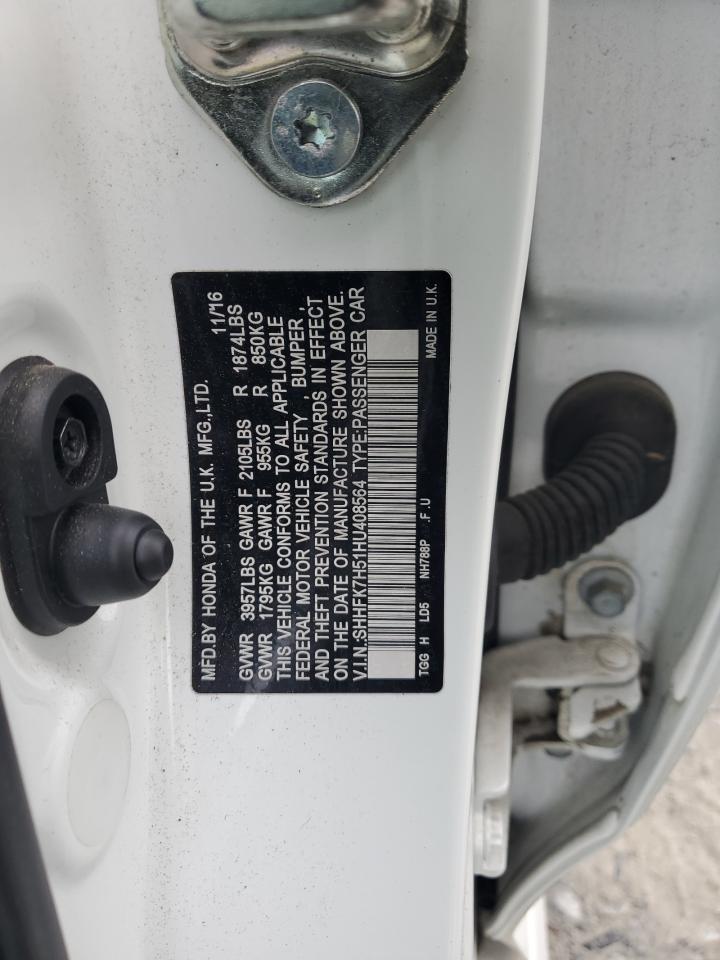 MFD.BY HONDA OF THE U.K. MFG.,LTD. 11/16
GVWR 3957LBS GAWR F 2105LBS R 1874LBS
GVWR 1795KG GAWR F 955KG R 850KG
THIS VEHICLE CONFORMS TO ALL APPLICABLE
FEDERAL MOTOR VEHICLE SAFETY, BUMPER,
AND THEFT PREVENTION STANDARDS IN EFFECT
ON THE DATE OF MANUFACTURE SHOWN ABOVE.
V.I.N.:SHHFK7H51HU408564 TYPE:PASSENGER CAR
TGG H LD5 NH788P .F .U MADE IN U.K.